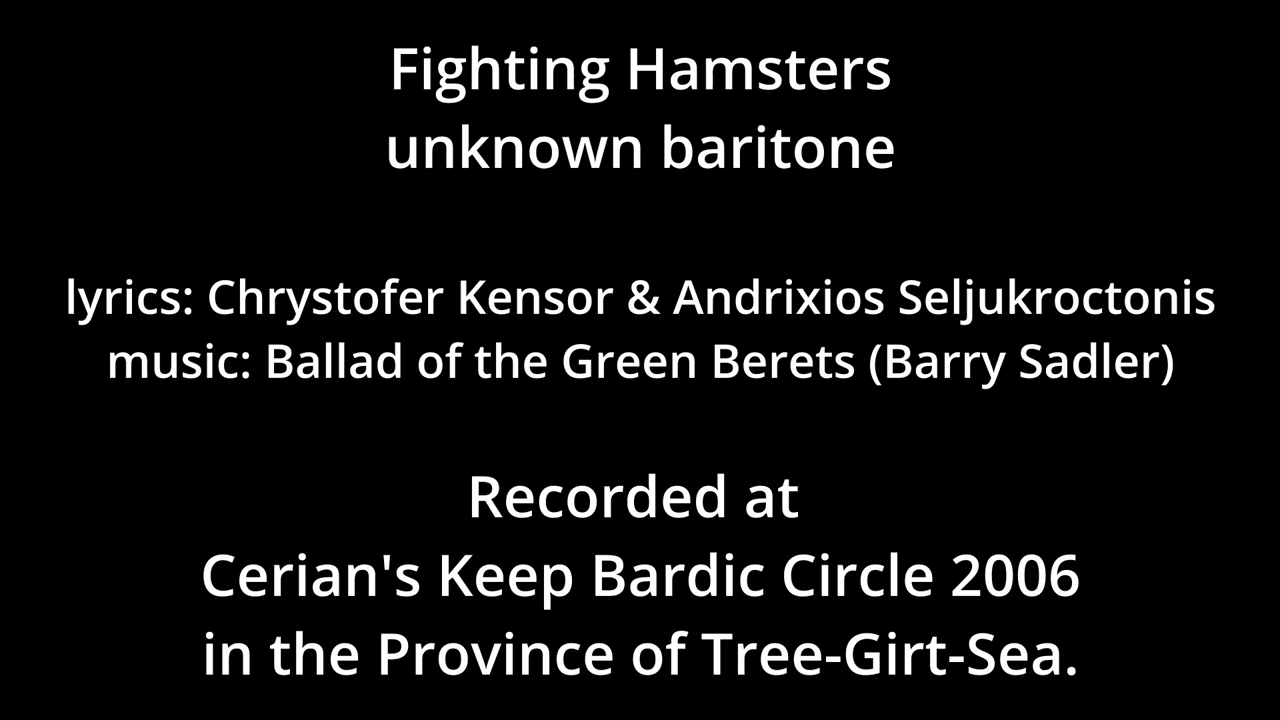 Fighting Hamsters
unknown baritone
lyrics: Chrystofer Kensor & Andrixios Seljukroctonis
music: Ballad of the Green Berets (Barry Sadler)
Recorded at
Cerian's Keep Bardic Circle 2006
in the Province of Tree-Girt-Sea.